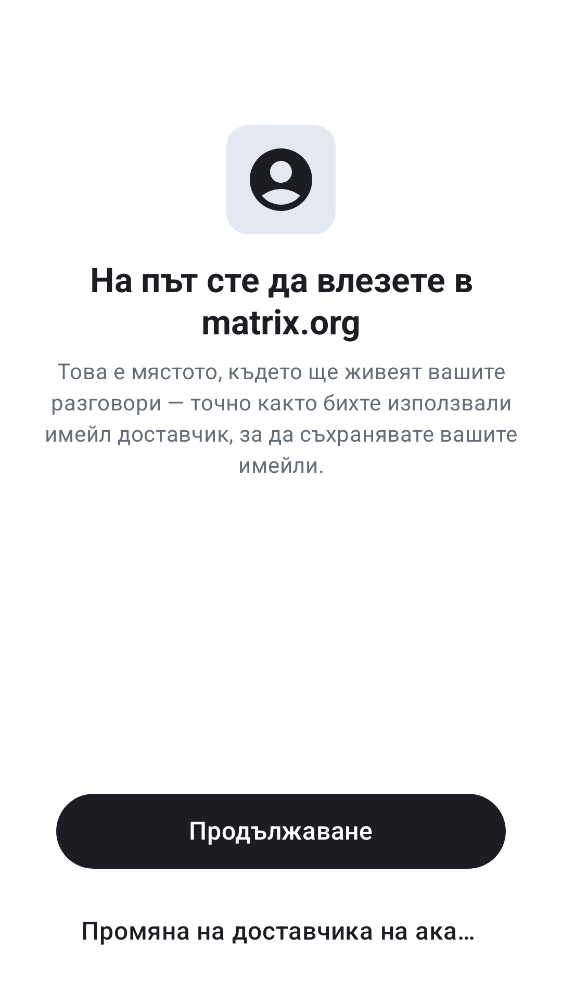 На път сте да влезете в
matrix.org
Това е мястото, където ще живеят вашите
разговори — точно както бихте използвали
имейл доставчик, за да съхранявате вашите
имейли.
Продължаване
Промяна на доставчика на ака…